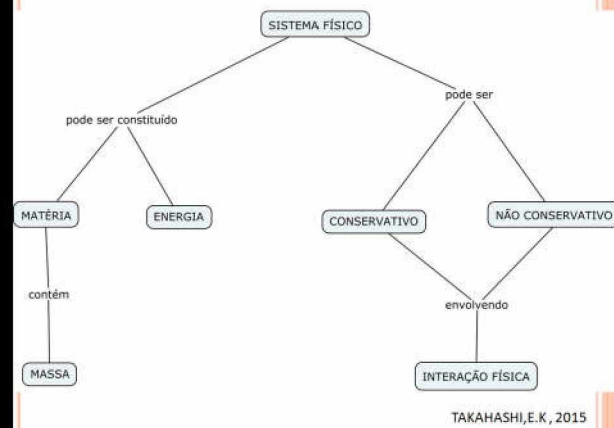 SISTEMA FÍSICO
pode ser
pode ser constituído
MATÉRIA
ENERGIA
CONSERVATIVO
NÃO CONSERVATIVO
contém
envolvendo
MASSA
INTERAÇÃO FÍSICA
TAKAHASHI,E.K , 2015